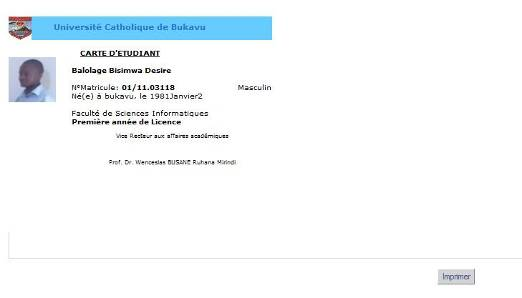 Université Catholique de Bukavu
CARTE D'ETUDIANT
Balolage Bisimwa Desire
N°Matricule: 01/11.03118 Masculin
Né(e) à bukavu, le 1981Janvier2
Faculté de Sciences Informatiques
Première année de Licence
Vice Recteur aux affaires académiques
Prof. Dr. Wenceslas BUSANE Ruhana Mirindi
Imprimer